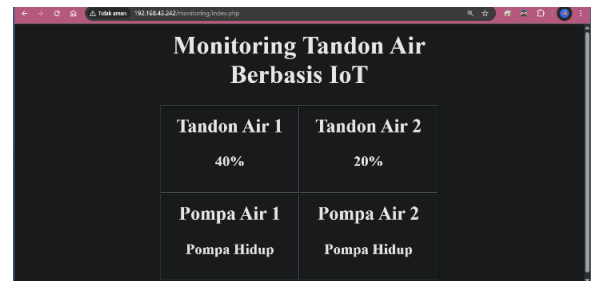 Tidak aman 192.168.43.242/monitoring/index.php
Monitoring Tandon Air
Berbasis IoT
Tandon Air 1 Tandon Air 2
40% 20%
Pompa Air 1 Pompa Air 2
Pompa Hidup Pompa Hidup